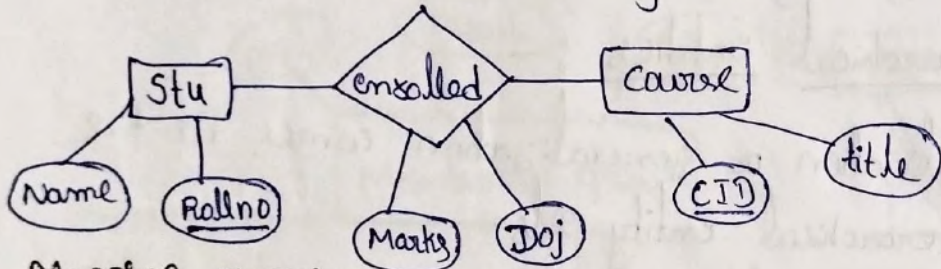 Stu
enrolled
Course
Name
Rollno
Marks
Doj
CID
title